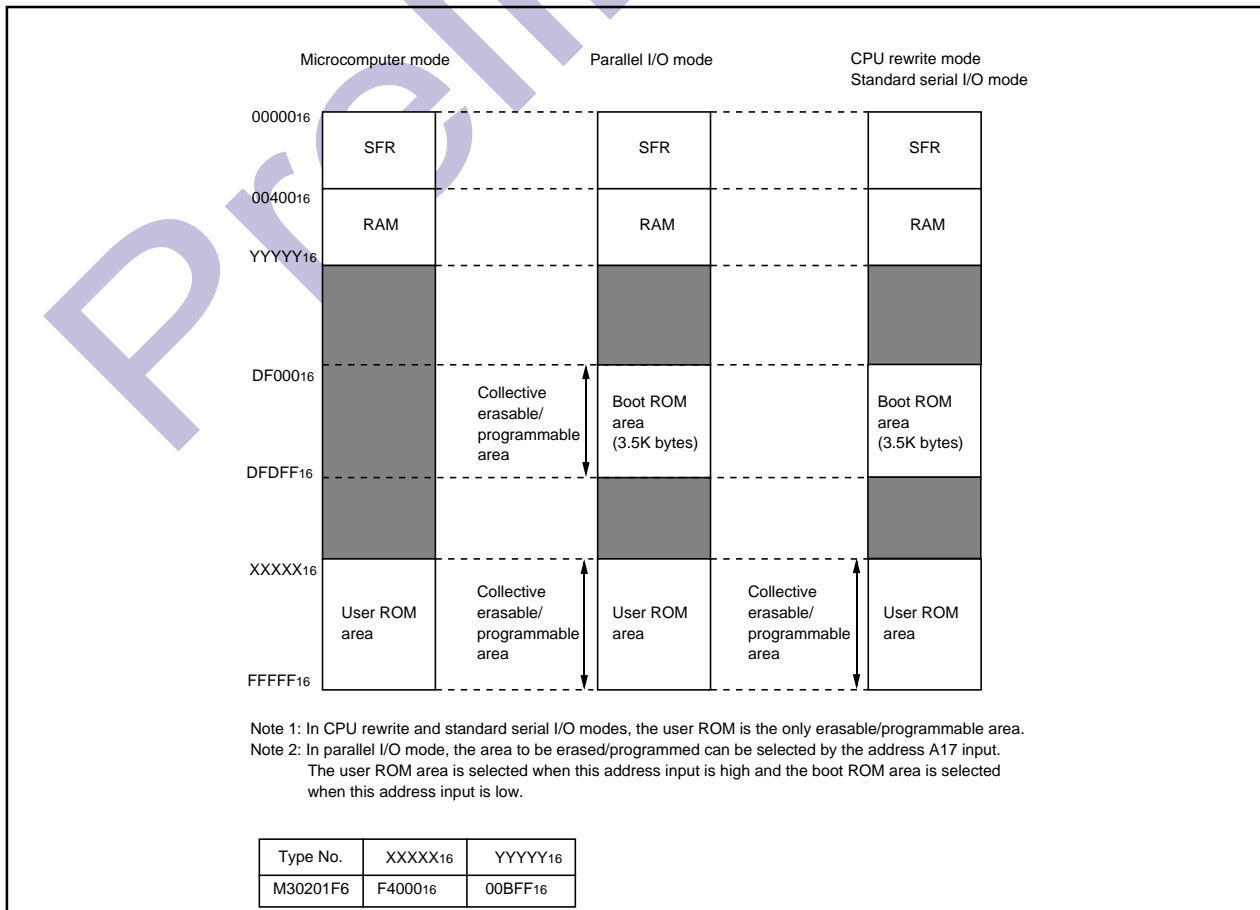 Microcomputer mode
Parallel I/O mode
CPU rewrite mode
Standard serial I/O mode
0000016
SFR
SFR
SFR
0040016
RAM
RAM
RAM
YYYYY16
DF00016
Collective
erasable/
programmable
area
Boot ROM
area
(3.5K bytes)
Boot ROM
area
(3.5K bytes)
DFDFF16
XXXXX16
User ROM
area
Collective
erasable/
programmable
area
User ROM
area
Collective
erasable/
programmable
area
User ROM
area
FFFFF16
Note 1: In CPU rewrite and standard serial I/O modes, the user ROM is the only erasable/programmable area.
Note 2: In parallel I/O mode, the area to be erased/programmed can be selected by the address A17 input.
The user ROM area is selected when this address input is high and the boot ROM area is selected
when this address input is low.
Type No. XXXXX16 YYYYY16
M30201F6 F400016 00BFF16